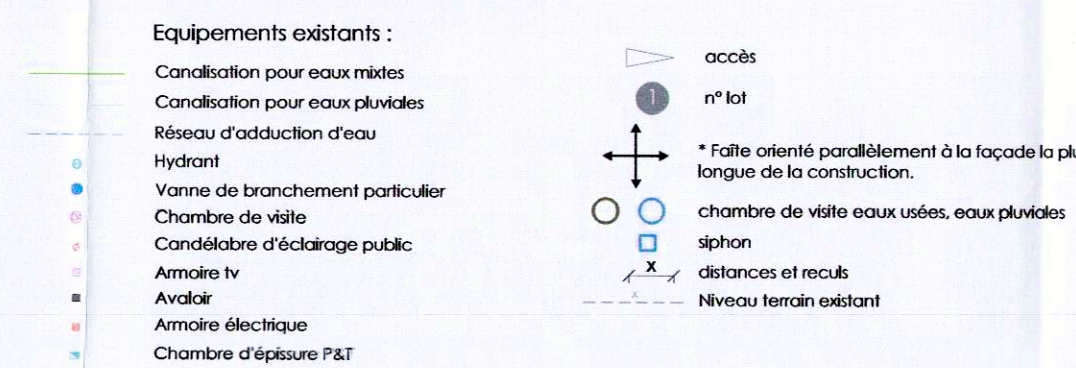 Equipements existants :
Canalisation pour eaux mixtes
Canalisation pour eaux pluviales
Réseau d'adduction d'eau
Hydrant
Vanne de branchement particulier
Chambre de visite
Candélabre d'éclairage public
Armoire tv
Avaloir
Armoire électrique
Chambre d'épissure P&T
accès
1 n° lot
* Faîte orienté parallèlement à la façade la plu
longue de la construction.
chambre de visite eaux usées, eaux pluviales
siphon
X distances et reculs
x Niveau terrain existant